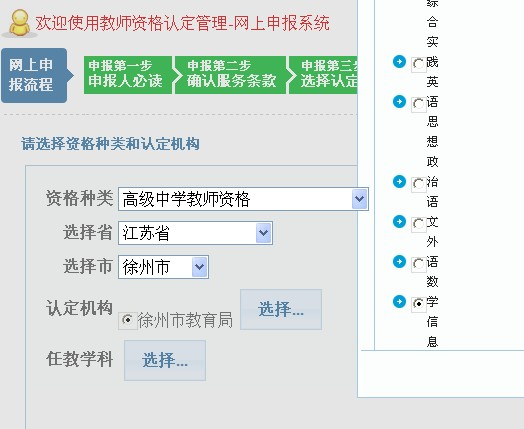 欢迎使用教师资格认定管理-网上申报系统
网上申
报流程
申报第一步
申报人必读
申报第二步
确认服务条款
申报第三步
选择认定
请选择资格种类和认定机构
资格种类 高级中学教师资格
选择省 江苏省
选择市 徐州市
认定机构 徐州市教育局 选择...
任教学科 选择...
综
合
实
践
英
语
思
想
政
治
语
文
外
语
数
学
信
息